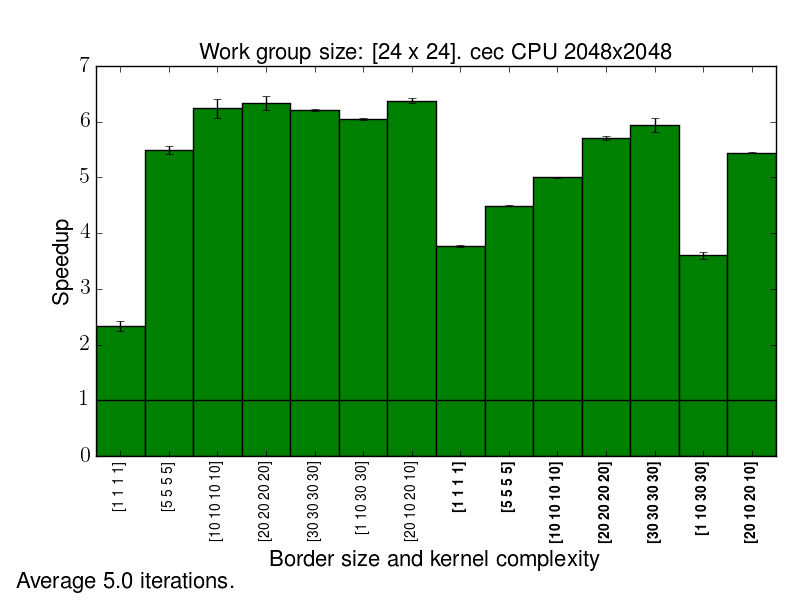 Work group size: [24 x 24]. cec CPU 2048x2048
7
6
5
4
3
2
1
0
Speedup
[1 1 1 1]
[5 5 5 5]
[10 10 10 10]
[20 20 20 20]
[30 30 30 30]
[1 10 30 30]
[20 10 20 10]
[1 1 1 1]
[5 5 5 5]
[10 10 10 10]
[20 20 20 20]
[30 30 30 30]
[1 10 30 30]
[20 10 20 10]
Border size and kernel complexity
Average 5.0 iterations.